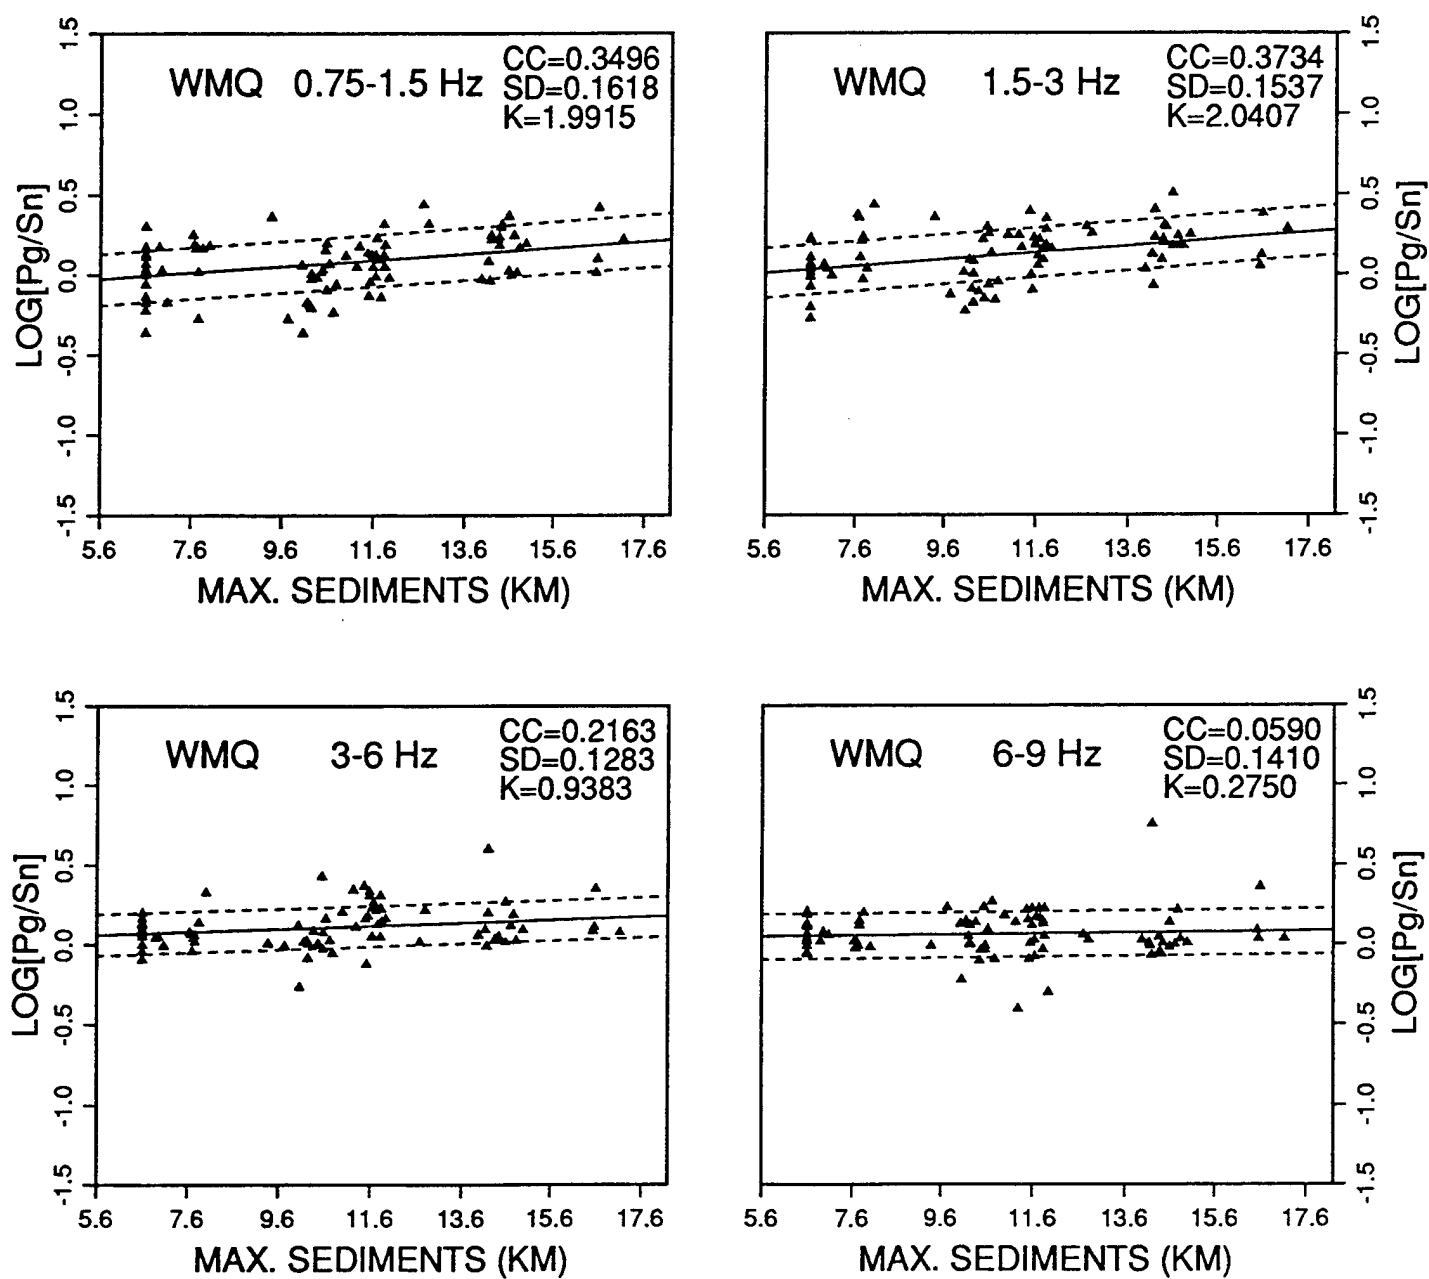 WMQ 0.75-1.5 Hz
CC=0.3496
SD=0.1618
K=1.9915
LOG[Pg/Sn]
1.5
1.0
0.5
0.0
-0.5
-1.0
-1.5
5.6 7.6 9.6 11.6 13.6 15.6 17.6
MAX. SEDIMENTS (KM)
WMQ 1.5-3 Hz
CC=0.3734
SD=0.1537
K=2.0407
1.5
1.0
0.5
0.0
-0.5
-1.0
-1.5
LOG[Pg/Sn]
5.6 7.6 9.6 11.6 13.6 15.6 17.6
MAX. SEDIMENTS (KM)
WMQ 3-6 Hz
CC=0.2163
SD=0.1283
K=0.9383
LOG[Pg/Sn]
1.5
1.0
0.5
0.0
-0.5
-1.0
-1.5
5.6 7.6 9.6 11.6 13.6 15.6 17.6
MAX. SEDIMENTS (KM)
WMQ 6-9 Hz
CC=0.0590
SD=0.1410
K=0.2750
1.5
1.0
0.5
0.0
-0.5
-1.0
-1.5
LOG[Pg/Sn]
5.6 7.6 9.6 11.6 13.6 15.6 17.6
MAX. SEDIMENTS (KM)